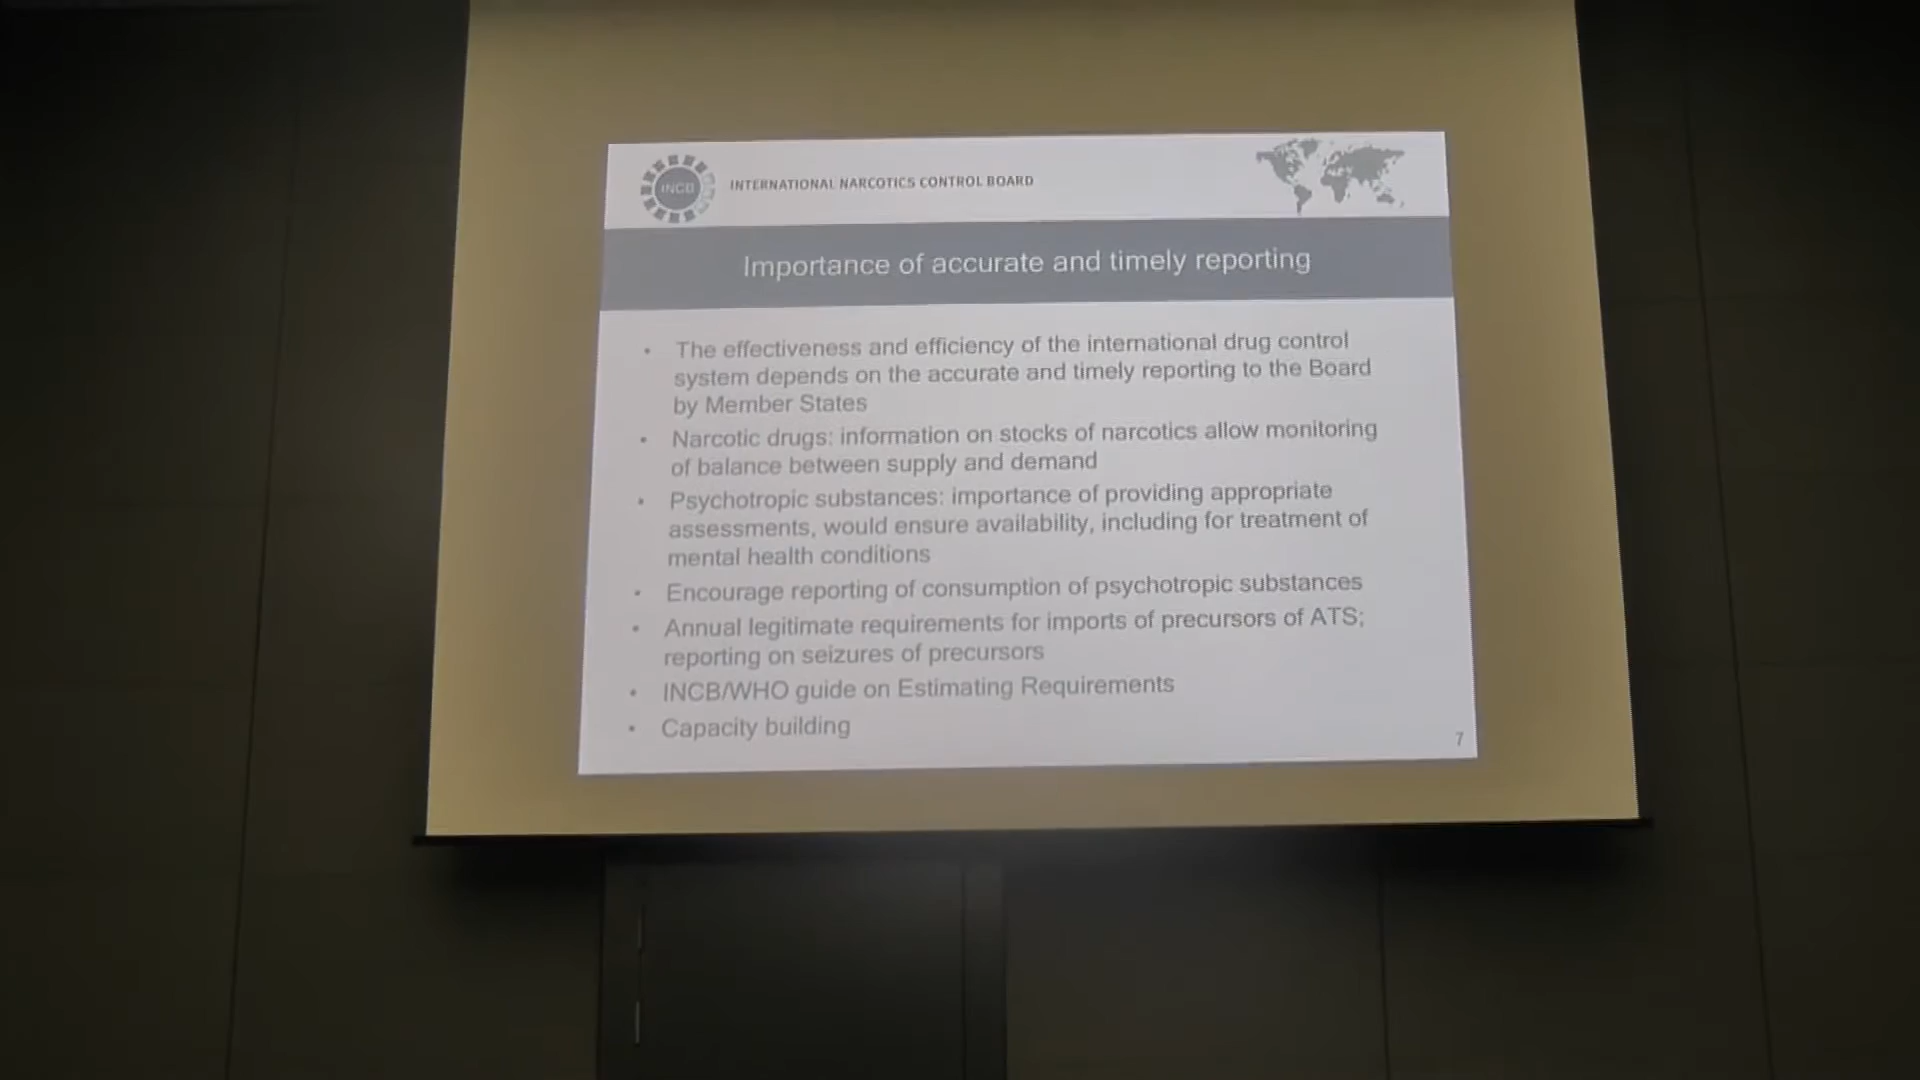 INCB
INTERNATIONAL NARCOTICS CONTROL BOARD
Importance of accurate and timely reporting
• The effectiveness and efficiency of the international drug control
system depends on the accurate and timely reporting to the Board
by Member States
• Narcotic drugs: information on stocks of narcotics allow monitoring
of balance between supply and demand
• Psychotropic substances: importance of providing appropriate
assessments, would ensure availability, including for treatment of
mental health conditions
• Encourage reporting of consumption of psychotropic substances
• Annual legitimate requirements for imports of precursors of ATS;
reporting on seizures of precursors
• INCB/WHO guide on Estimating Requirements
• Capacity building
7